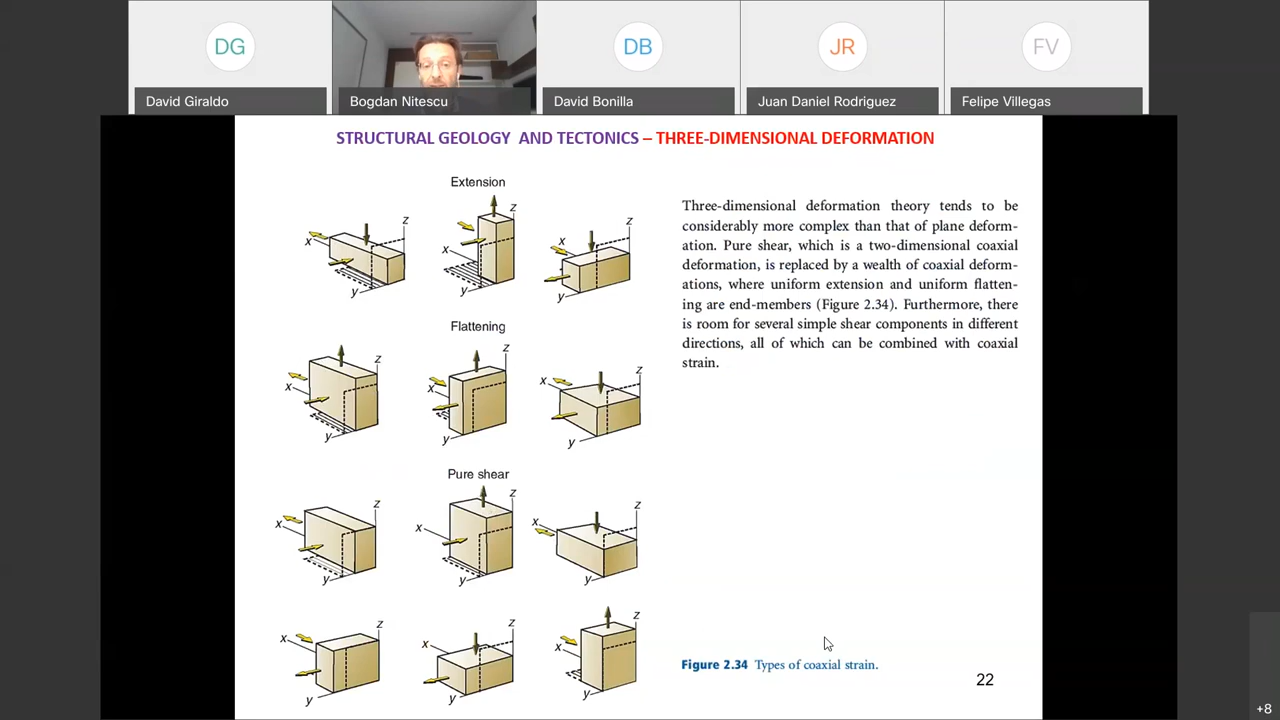 DG
DB
JR
FV
David Giraldo
Bogdan Nitescu
David Bonilla
Juan Daniel Rodriguez
Felipe Villegas
STRUCTURAL GEOLOGY AND TECTONICS – THREE-DIMENSIONAL DEFORMATION
Extension
x
z
y
x
z
y
x
z
y
Flattening
x
z
y
x
z
y
x
z
y
Pure shear
x
z
y
x
z
y
x
z
y
x
z
y
x
z
y
x
z
y
Three-dimensional deformation theory tends to be
considerably more complex than that of plane deform-
ation. Pure shear, which is a two-dimensional coaxial
deformation, is replaced by a wealth of coaxial deform-
ations, where uniform extension and uniform flatten-
ing are end-members (Figure 2.34). Furthermore, there
is room for several simple shear components in different
directions, all of which can be combined with coaxial
strain.
Figure 2.34 Types of coaxial strain.
22
+8